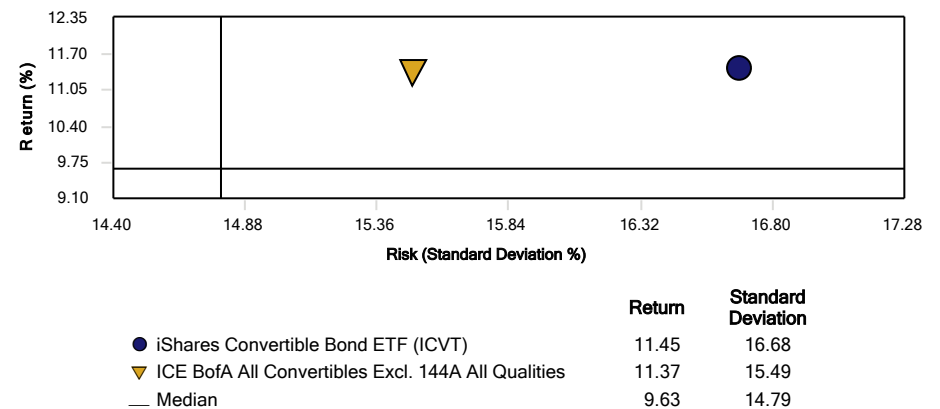 12.35
11.70
11.05
10.40
9.75
9.10
Return (%)
14.40 14.88 15.36 15.84 16.32 16.80 17.28
Risk (Standard Deviation %)
Return Standard Deviation
iShares Convertible Bond ETF (ICVT) 11.45 16.68
ICE BofA All Convertibles Excl. 144A All Qualities 11.37 15.49
Median 9.63 14.79